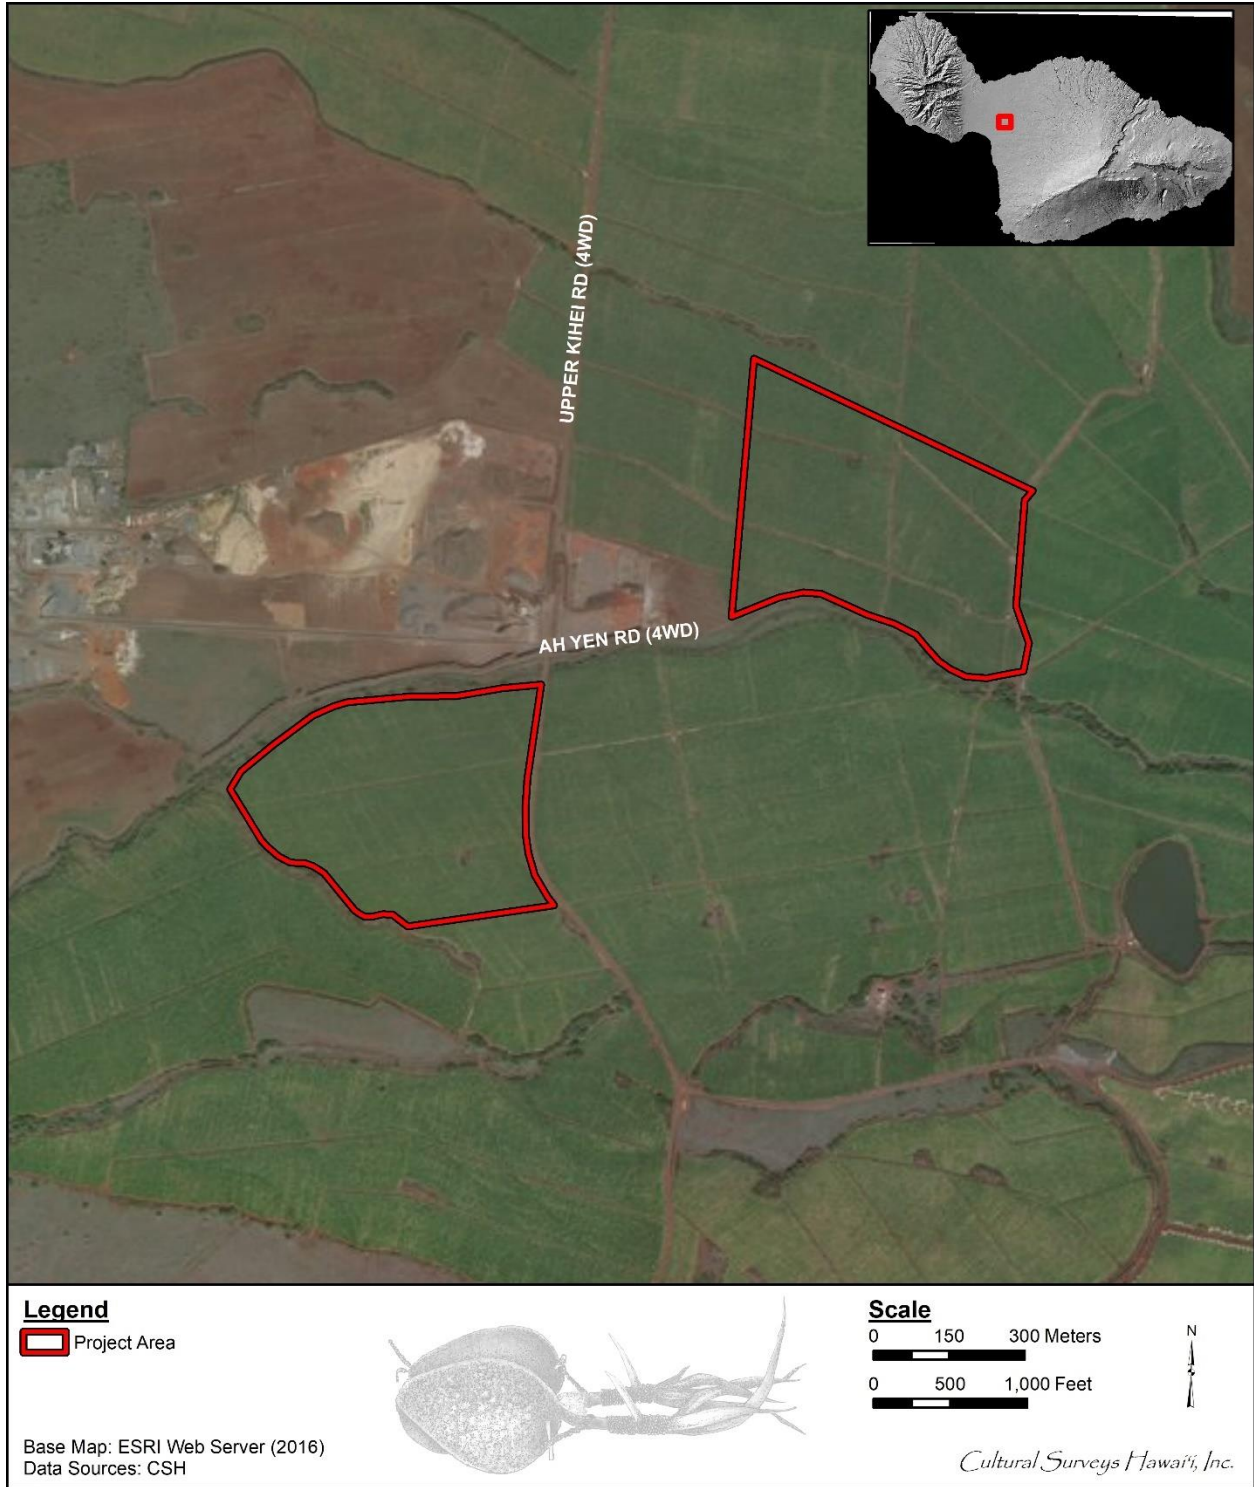 UPPER KIHEI RD (4WD)
AH YEN RD (4WD)
Legend
Project Area
Base Map: ESRI Web Server (2016)
Data Sources: CSH
Scale
0 150 300 Meters
0 500 1,000 Feet
N
Cultural Surveys Hawaiʻi, Inc.